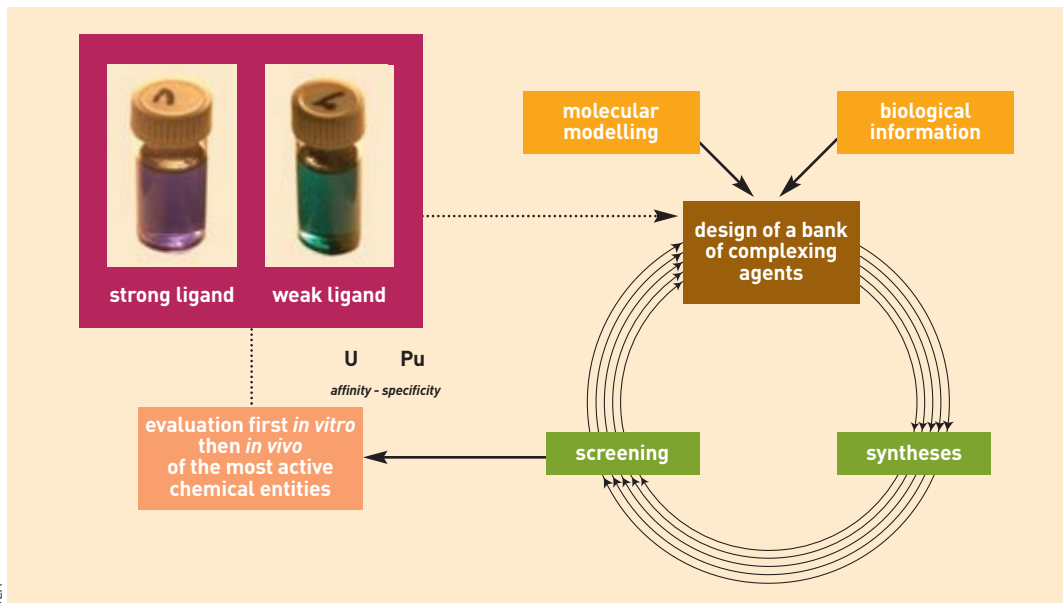 molecular
modelling
biological
information
design of a bank
of complexing
agents
strong ligand
weak ligand
U Pu
affinity - specificity
evaluation first in vitro
then in vivo
of the most active
chemical entities
screening
syntheses